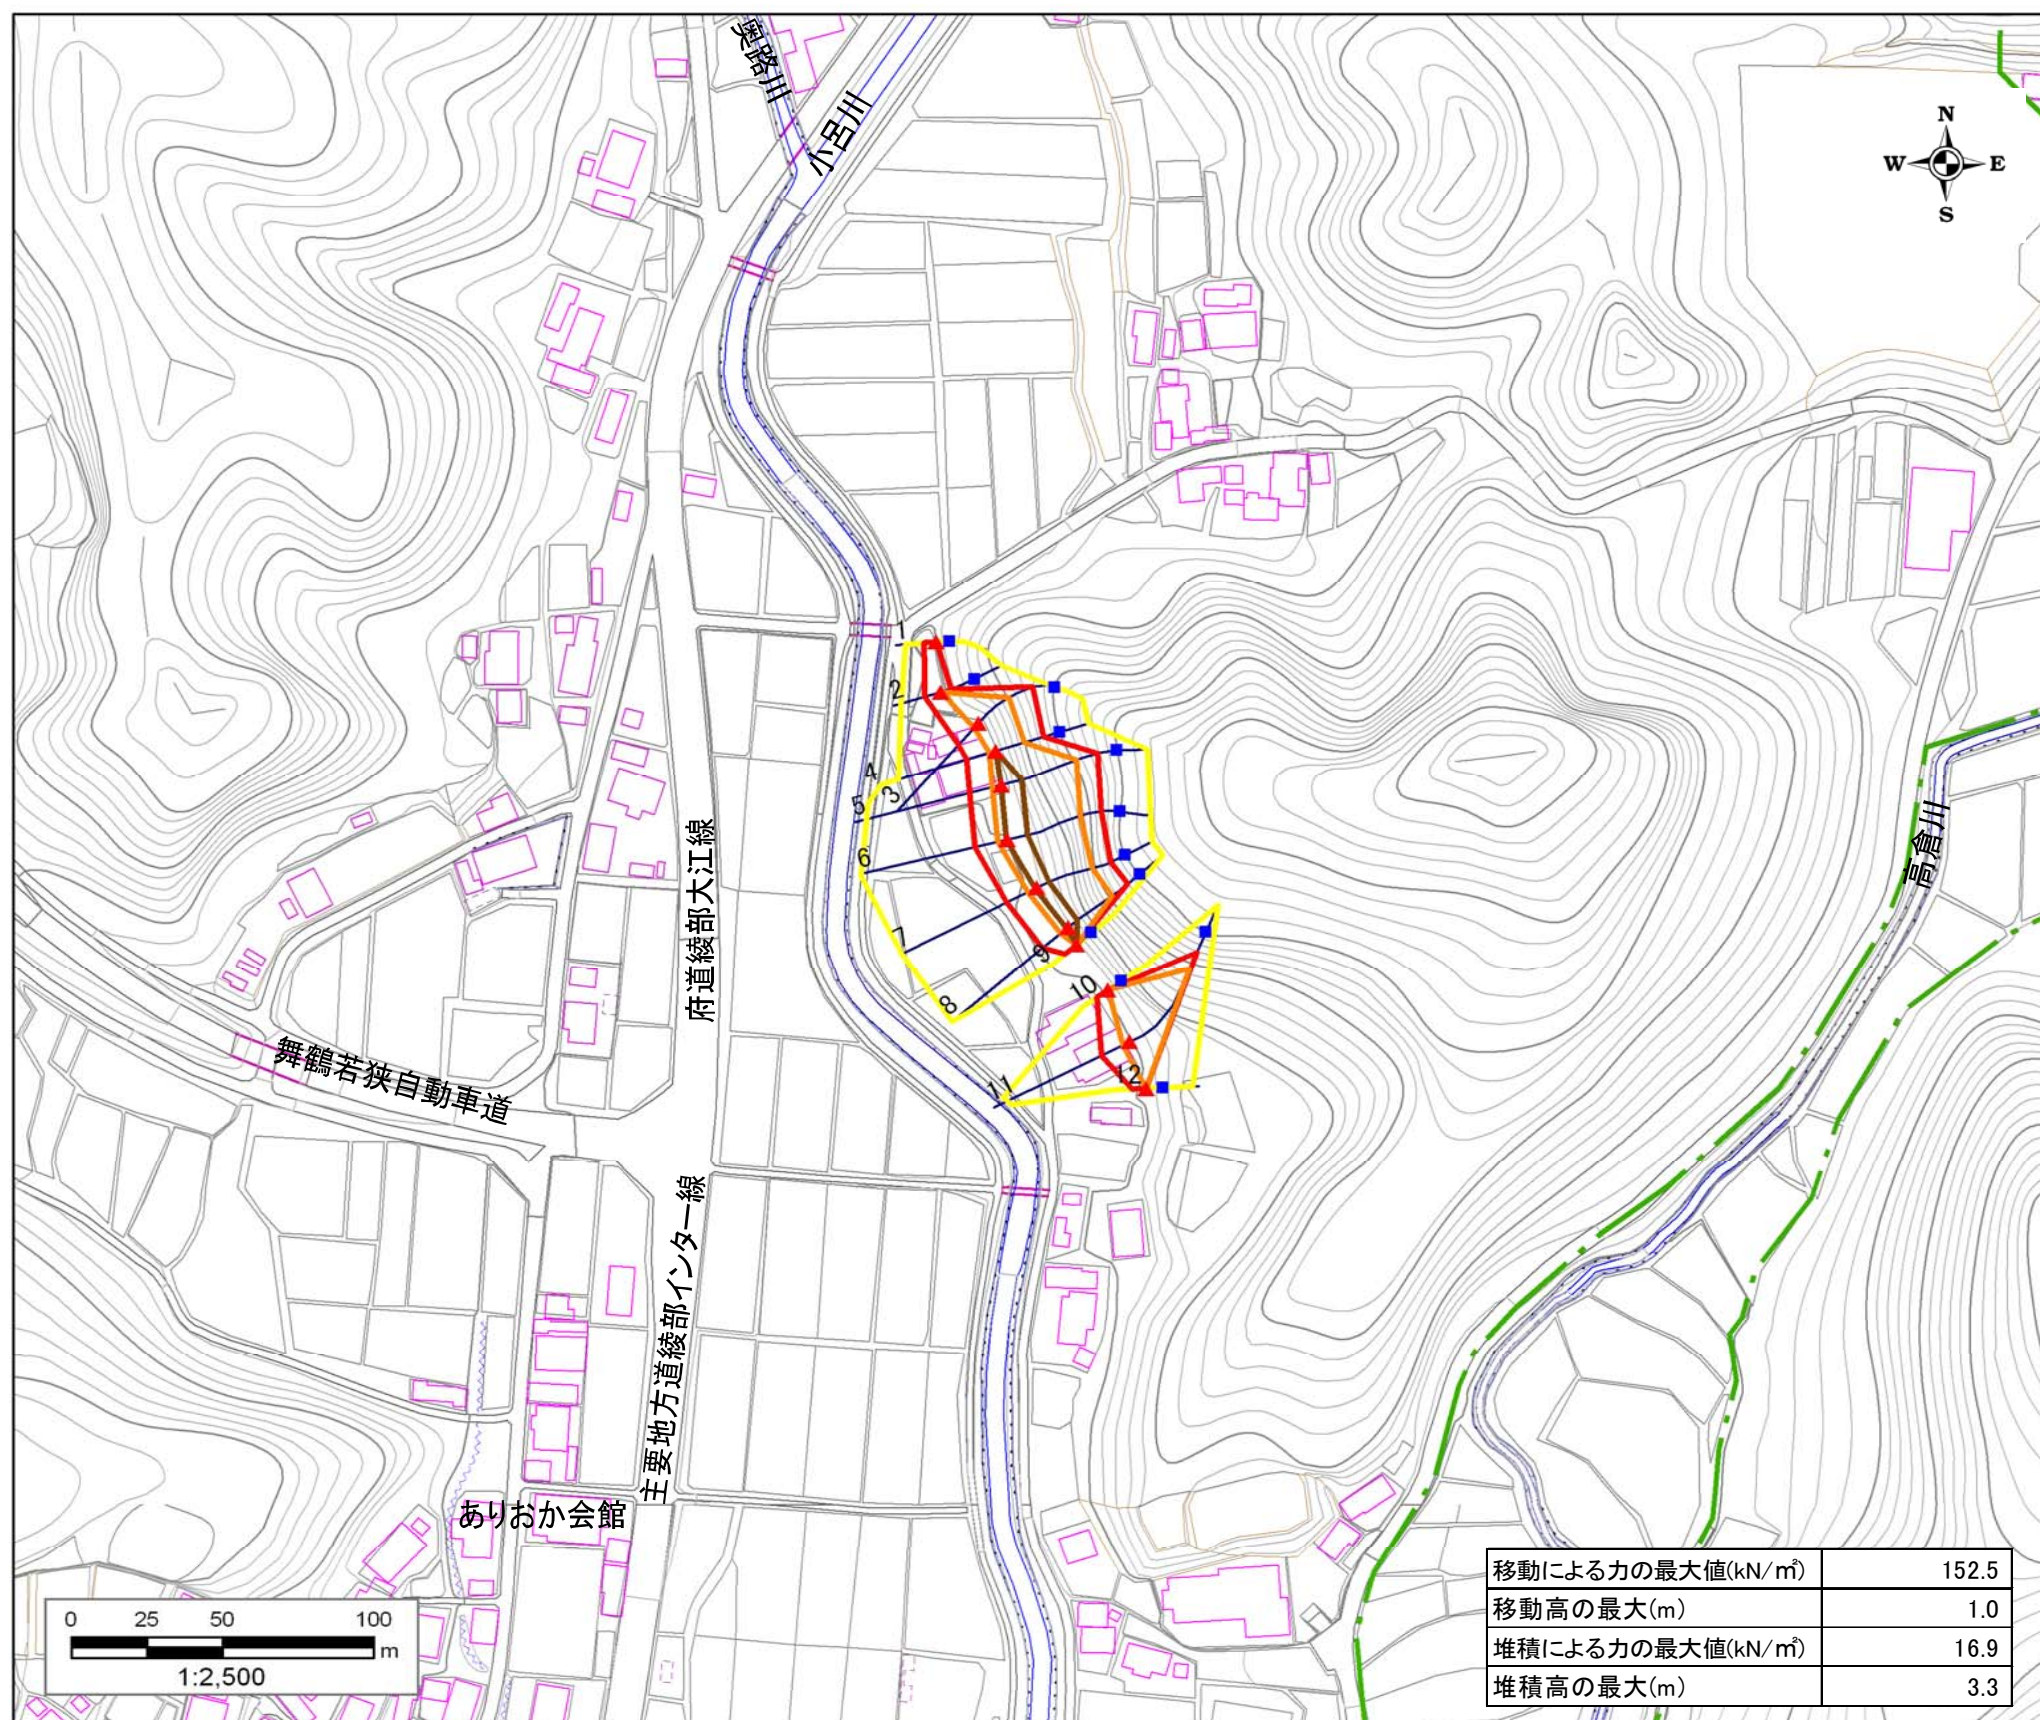 奥路川
小呂川
N
W E
S
1
2
4
3
5
6
7
8
9
10
11
12
府道綾部大江線
高倉川
舞鶴若狭自動車道
主要地方道綾部インター線
ありおか会館
0 25 50 100
m
1:2,500
移動による力の最大値(kN/㎡) 152.5
移動高の最大(m) 1.0
堆積による力の最大値(kN/㎡) 16.9
堆積高の最大(m) 3.3